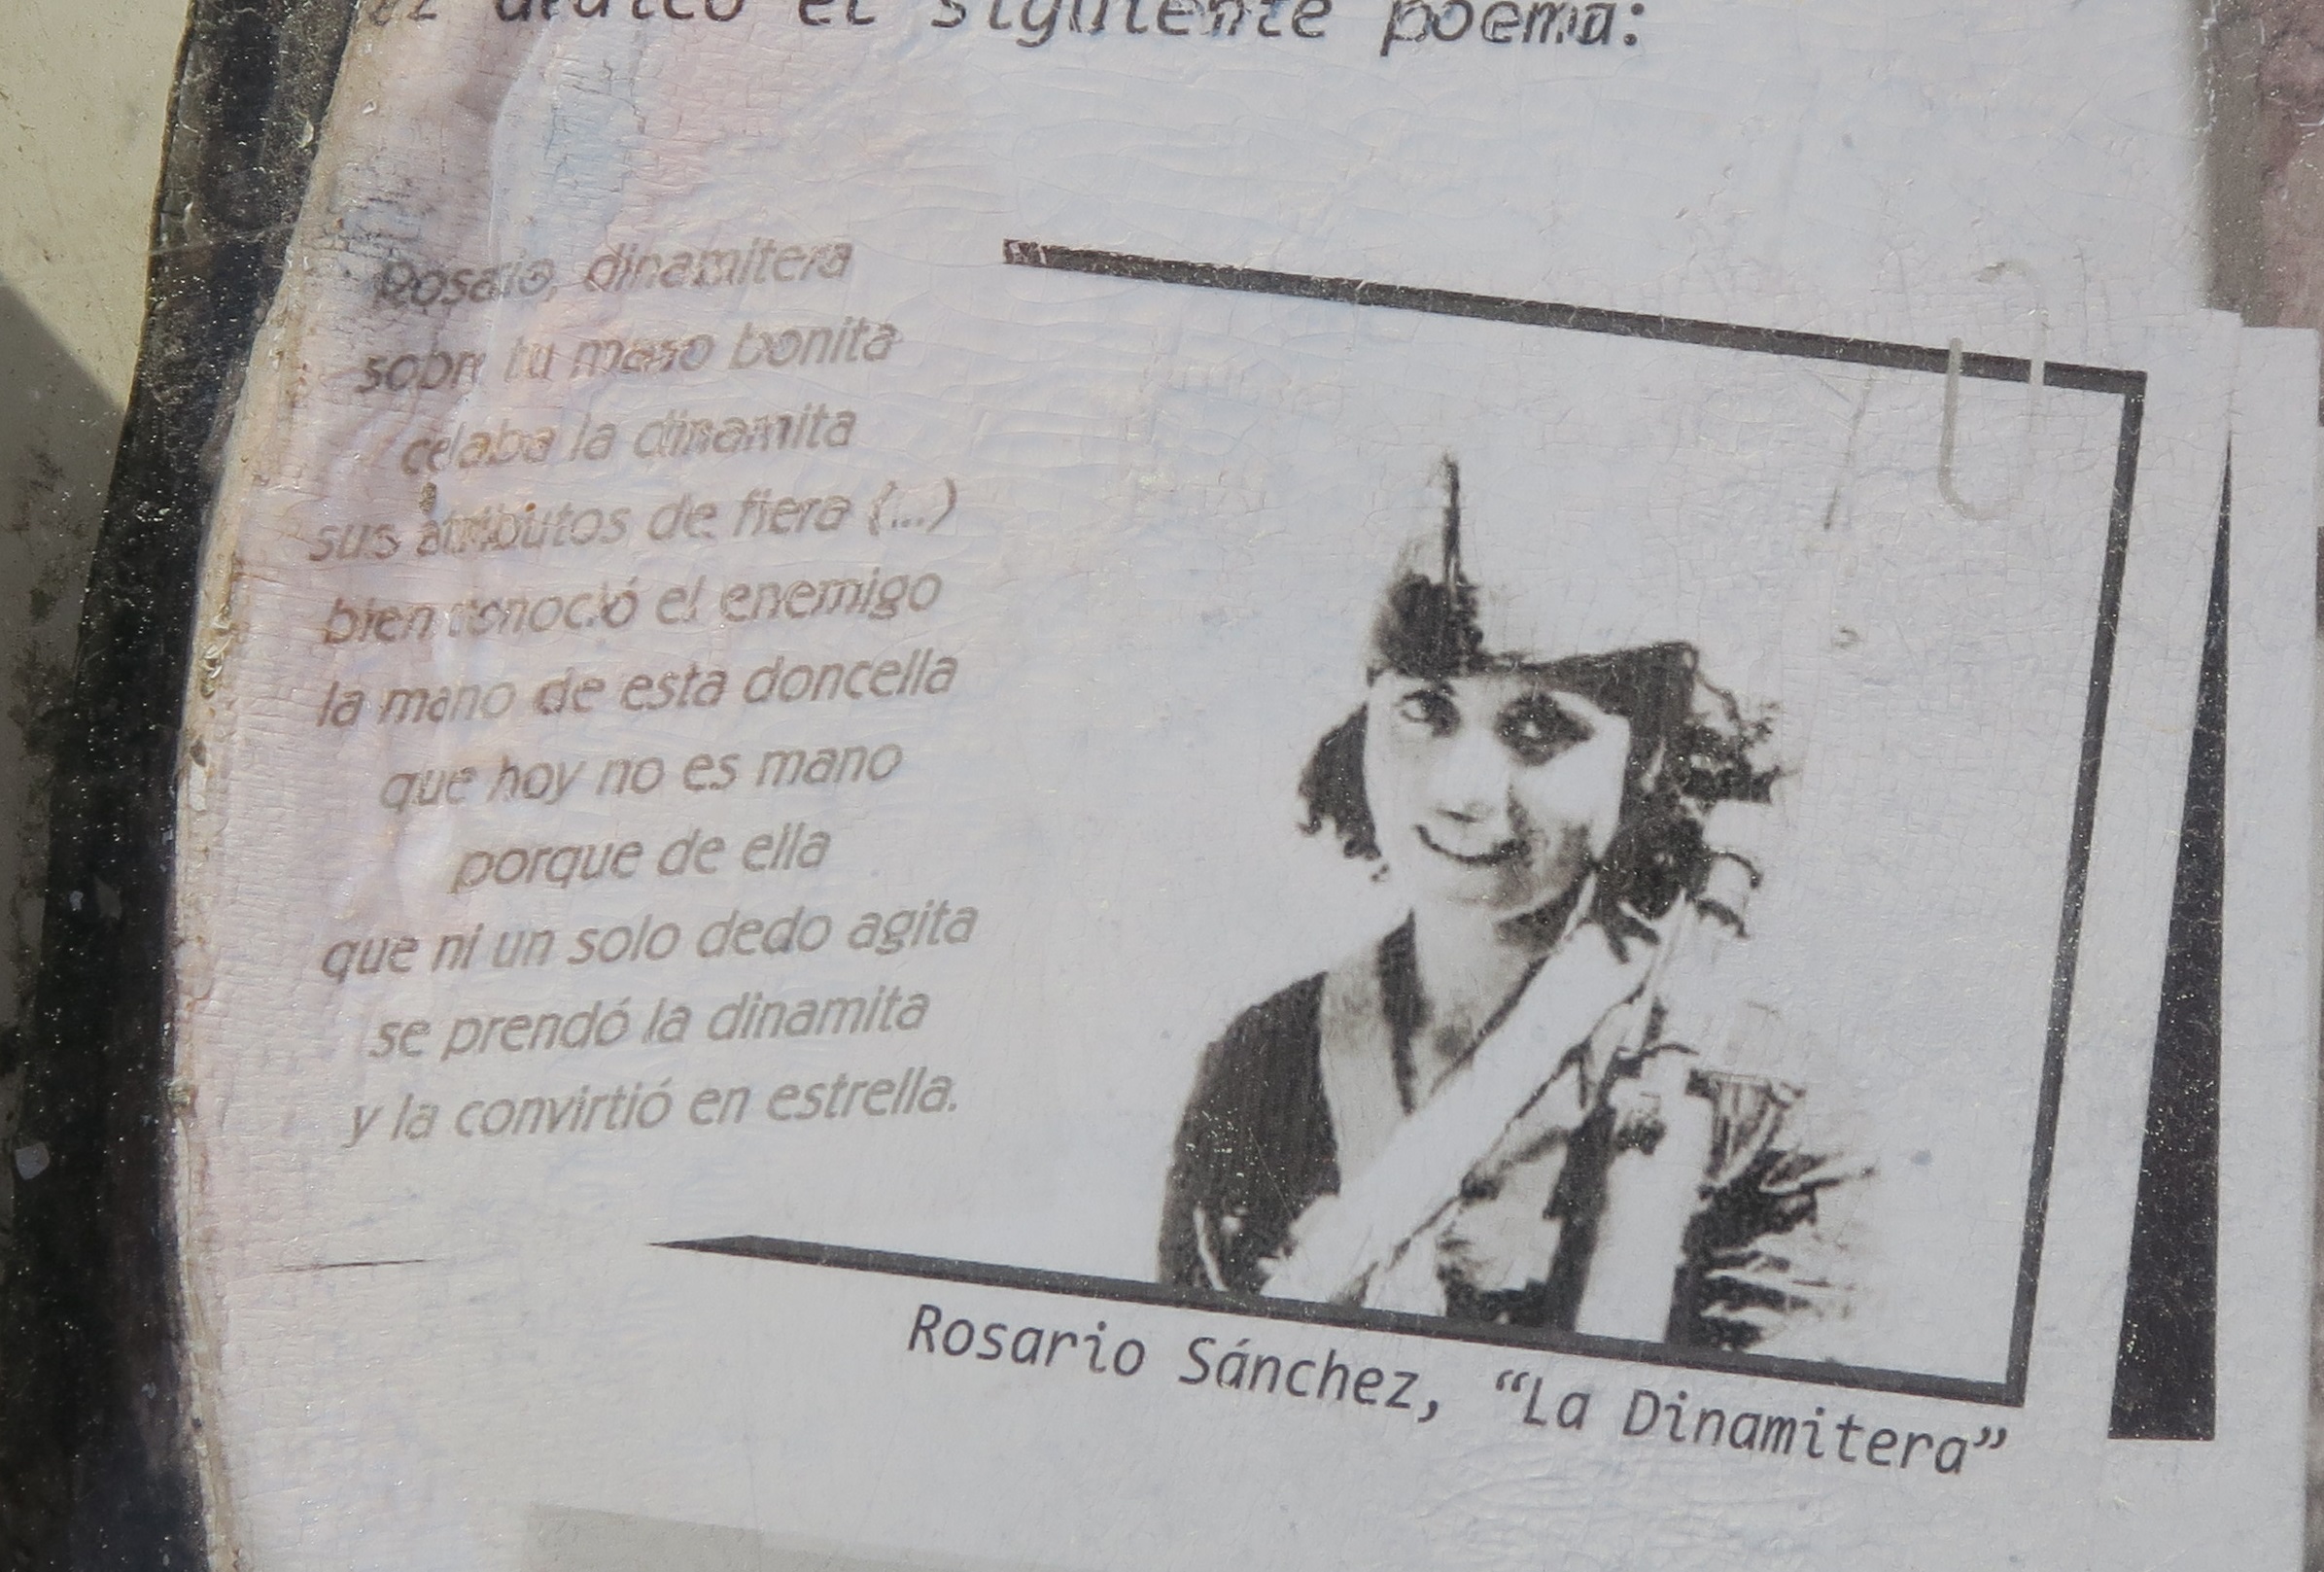 dedicó el siguiente poema:
Rosario, dinamitera
sobre tu mano bonita
celaba la dinamita
sus atributos de fiera (...)
bien conoció el enemigo
la mano de esta doncella
que hoy no es mano
porque de ella
que ni un solo dedo agita
se prendó la dinamita
y la convirtió en estrella.
Rosario Sánchez, “La Dinamitera”